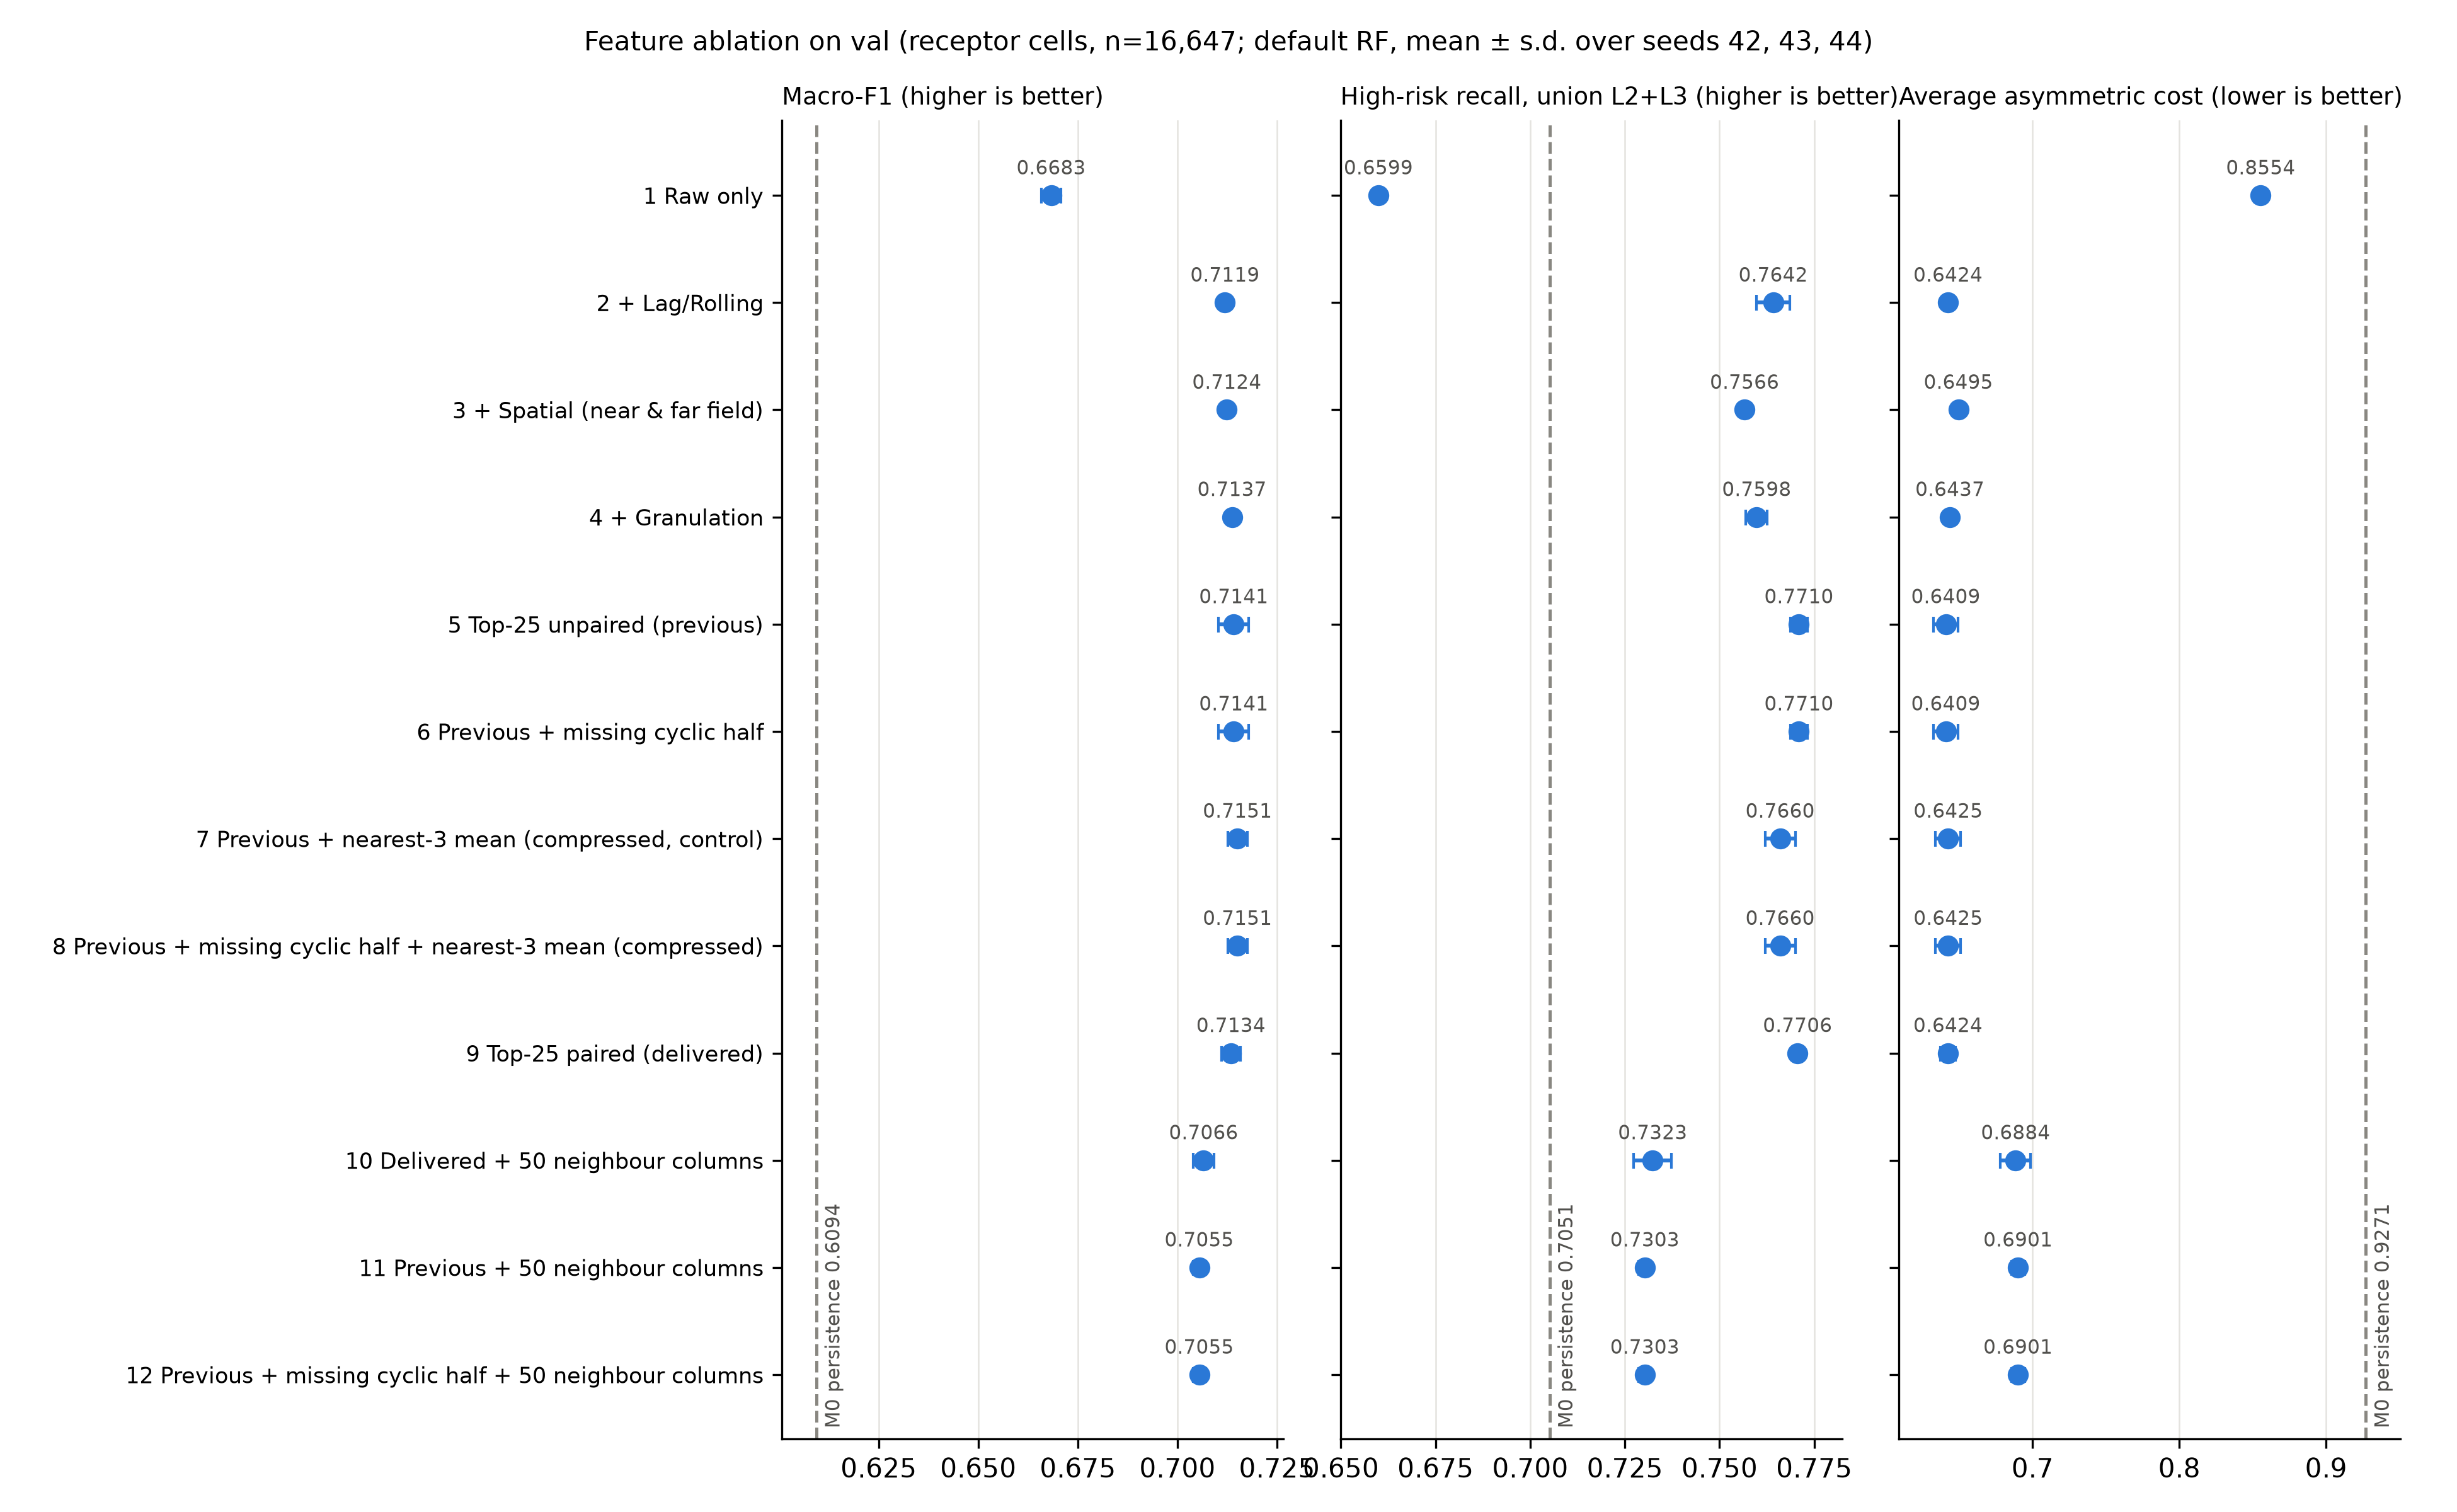 Feature ablation on val (receptor cells, n=16,647; default RF, mean ± s.d. over seeds 42, 43, 44)
Macro-F1 (higher is better)
High-risk recall, union L2+L3 (higher is better)
Average asymmetric cost (lower is better)
1 Raw only
0.6683
0.6599
0.8554
2 + Lag/Rolling
0.7119
0.7642
0.6424
3 + Spatial (near & far field)
0.7124
0.7566
0.6495
4 + Granulation
0.7137
0.7598
0.6437
5 Top-25 unpaired (previous)
0.7141
0.7710
0.6409
6 Previous + missing cyclic half
0.7141
0.7710
0.6409
7 Previous + nearest-3 mean (compressed, control)
0.7151
0.7660
0.6425
8 Previous + missing cyclic half + nearest-3 mean (compressed)
0.7151
0.7660
0.6425
9 Top-25 paired (delivered)
0.7134
0.7706
0.6424
10 Delivered + 50 neighbour columns
0.7066
0.7323
0.6884
11 Previous + 50 neighbour columns
0.7055
0.7303
0.6901
12 Previous + missing cyclic half + 50 neighbour columns
0.7055
0.7303
0.6901
M0 persistence 0.6094
M0 persistence 0.7051
M0 persistence 0.9271
0.625 0.650 0.675 0.700 0.725
0.650 0.675 0.700 0.725 0.750 0.775
0.7 0.8 0.9